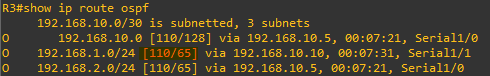 R3#show ip route ospf
192.168.10.0/30 is subnetted, 3 subnets
O 192.168.10.0 [110/128] via 192.168.10.5, 00:07:21, Serial1/0
O 192.168.1.0/24 [110/65] via 192.168.10.10, 00:07:31, Serial1/1
O 192.168.2.0/24 [110/65] via 192.168.10.5, 00:07:21, Serial1/0